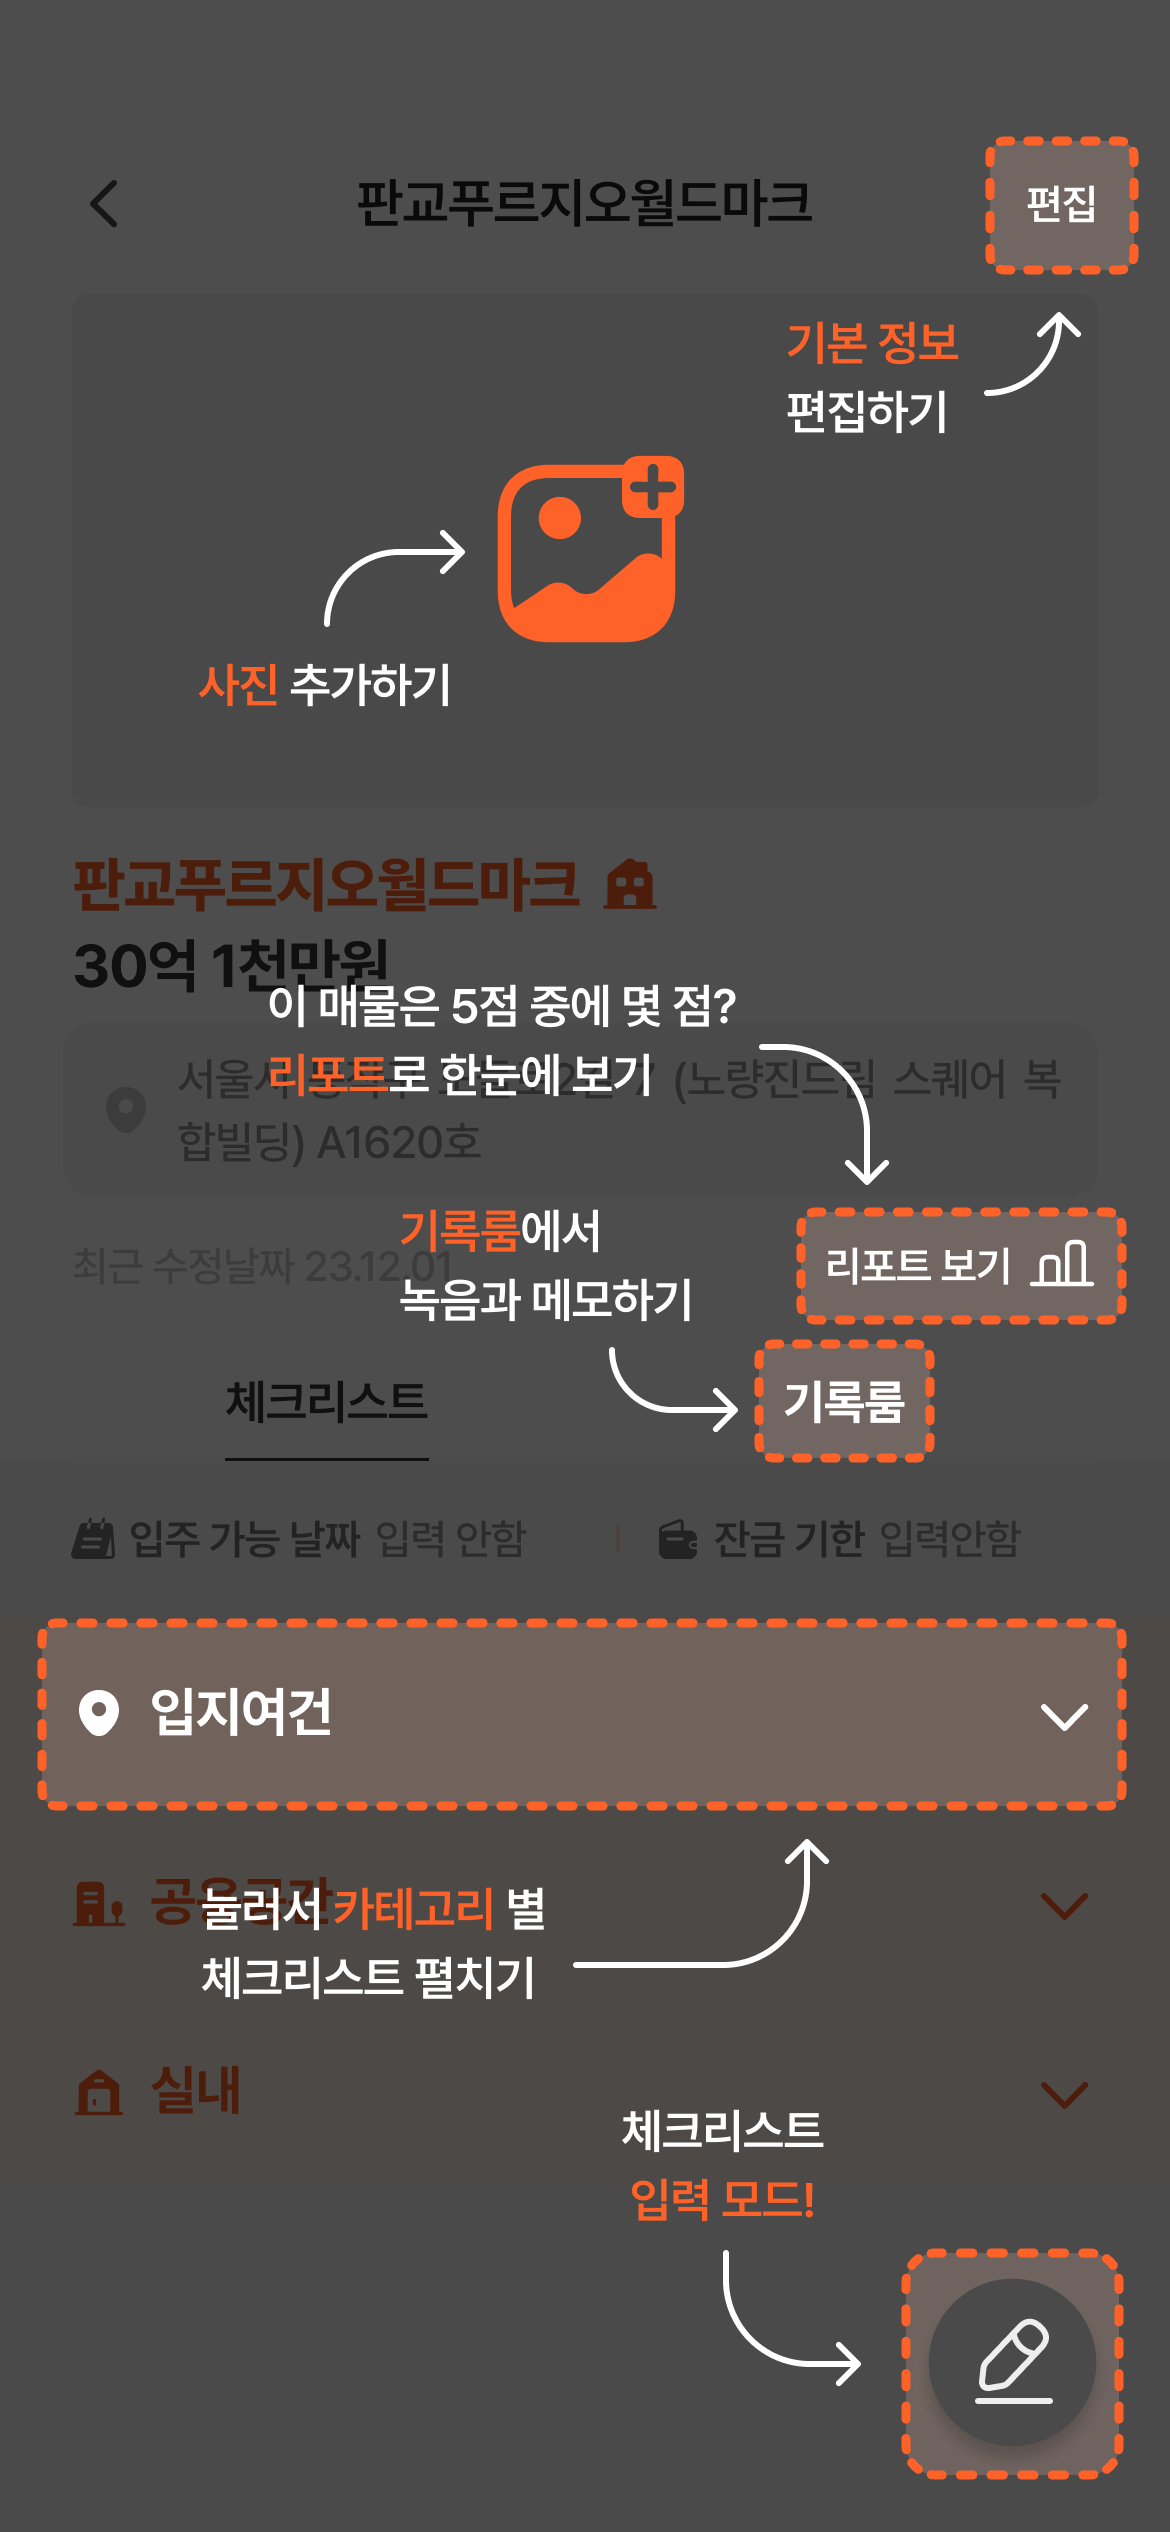 판교푸르지오월드마크
편집
기본 정보
편집하기
사진 추가하기
판교푸르지오월드마크
30억 1천만원
이 매물은 5점 중에 몇 점?
리포트로 한눈에 보기
서울시 (노량진드림 스퀘어 복
합빌딩) A1620호
기록룸에서
녹음과 메모하기
최근 수정날짜 23.12.01
리포트 보기
체크리스트
기록룸
입주 가능 날짜 입력 안함
잔금 기한 입력안함
입지여건
공용공간
눌러서 카테고리 별
체크리스트 펼치기
실내
체크리스트
입력 모드!